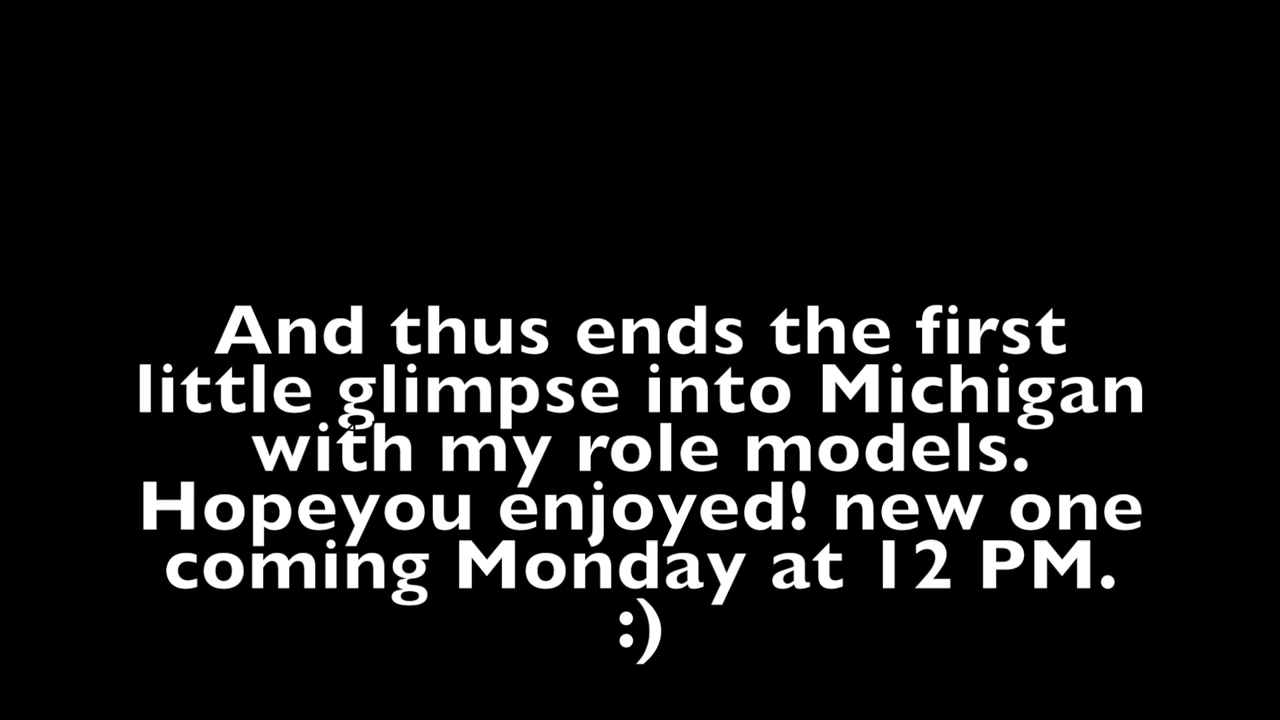 And thus ends the first
little glimpse into Michigan
with my role models.
Hopeyou enjoyed! new one
coming Monday at 12 PM.
:)